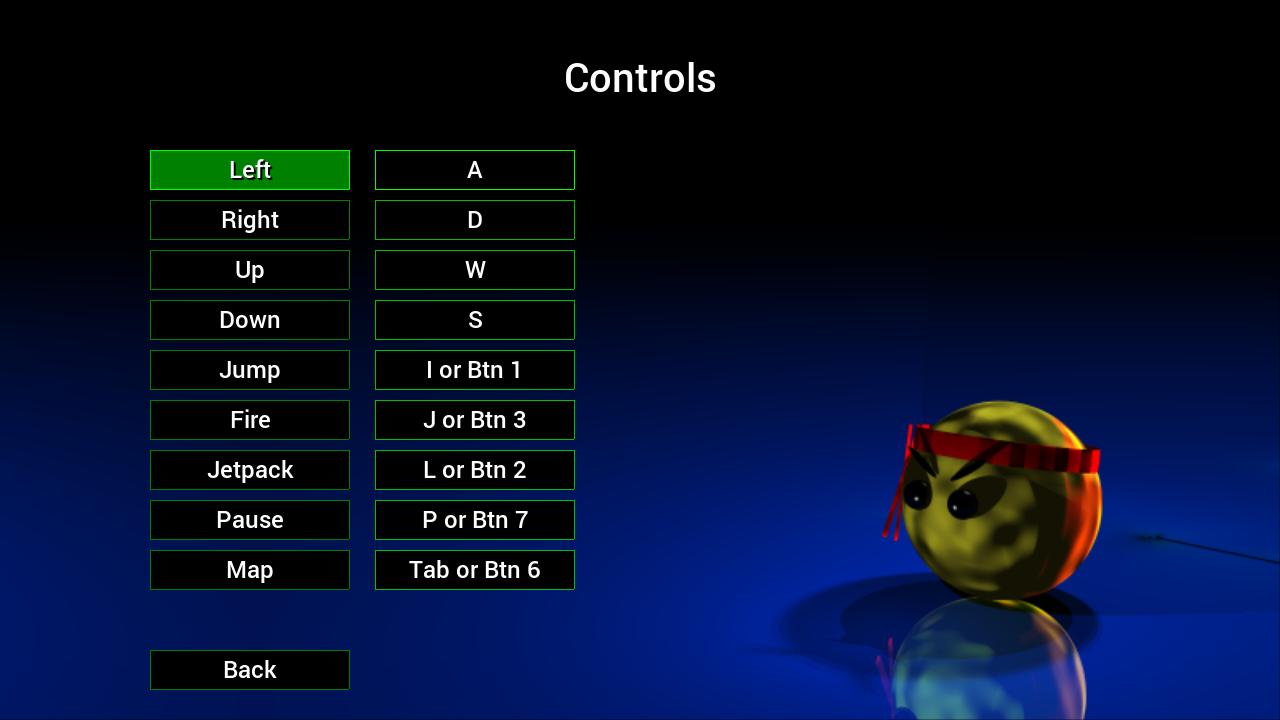 Controls
Left A
Right D
Up W
Down S
Jump I or Btn 1
Fire J or Btn 3
Jetpack L or Btn 2
Pause P or Btn 7
Map Tab or Btn 6
Back